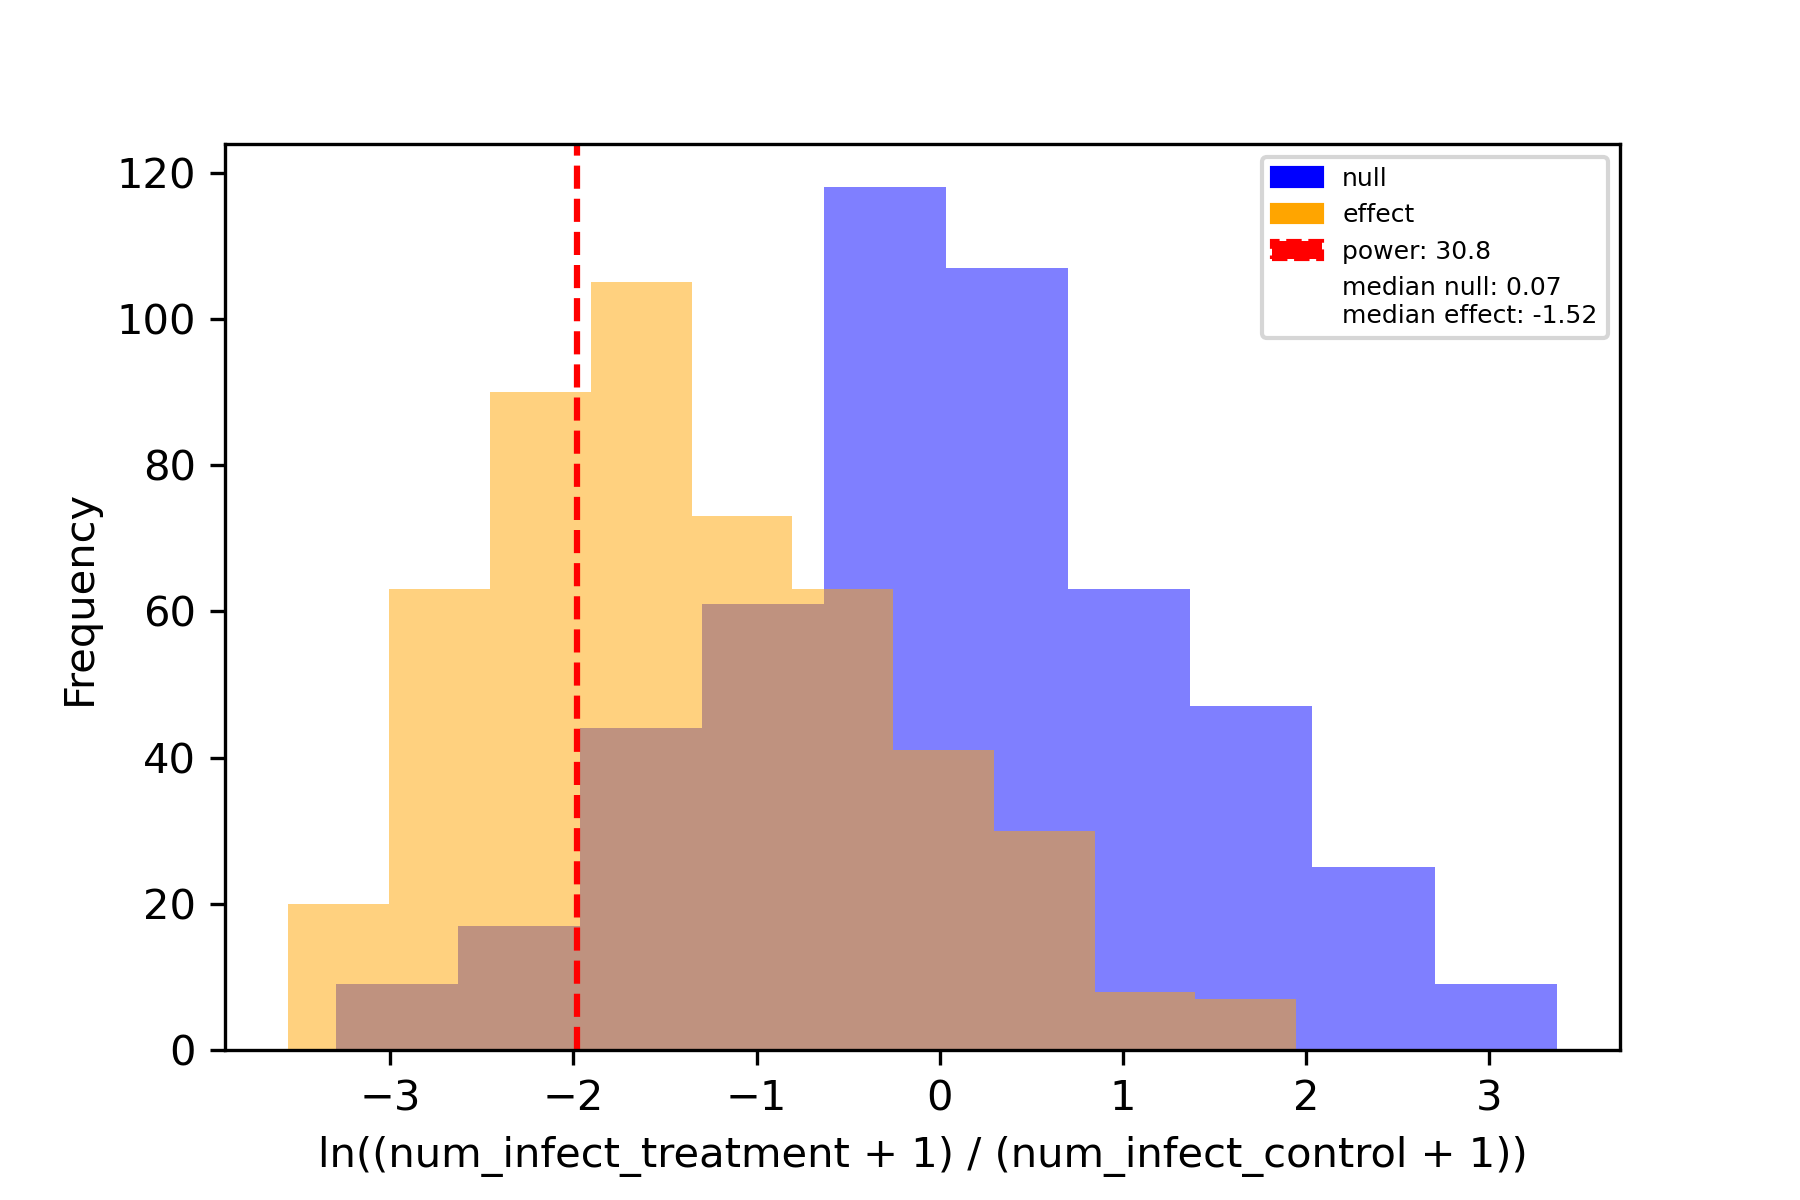 120
100
80
60
40
20
0
Frequency
null
effect
power: 30.8
median null: 0.07
median effect: -1.52
−3 −2 −1 0 1 2 3
ln((num_infect_treatment + 1) / (num_infect_control + 1))